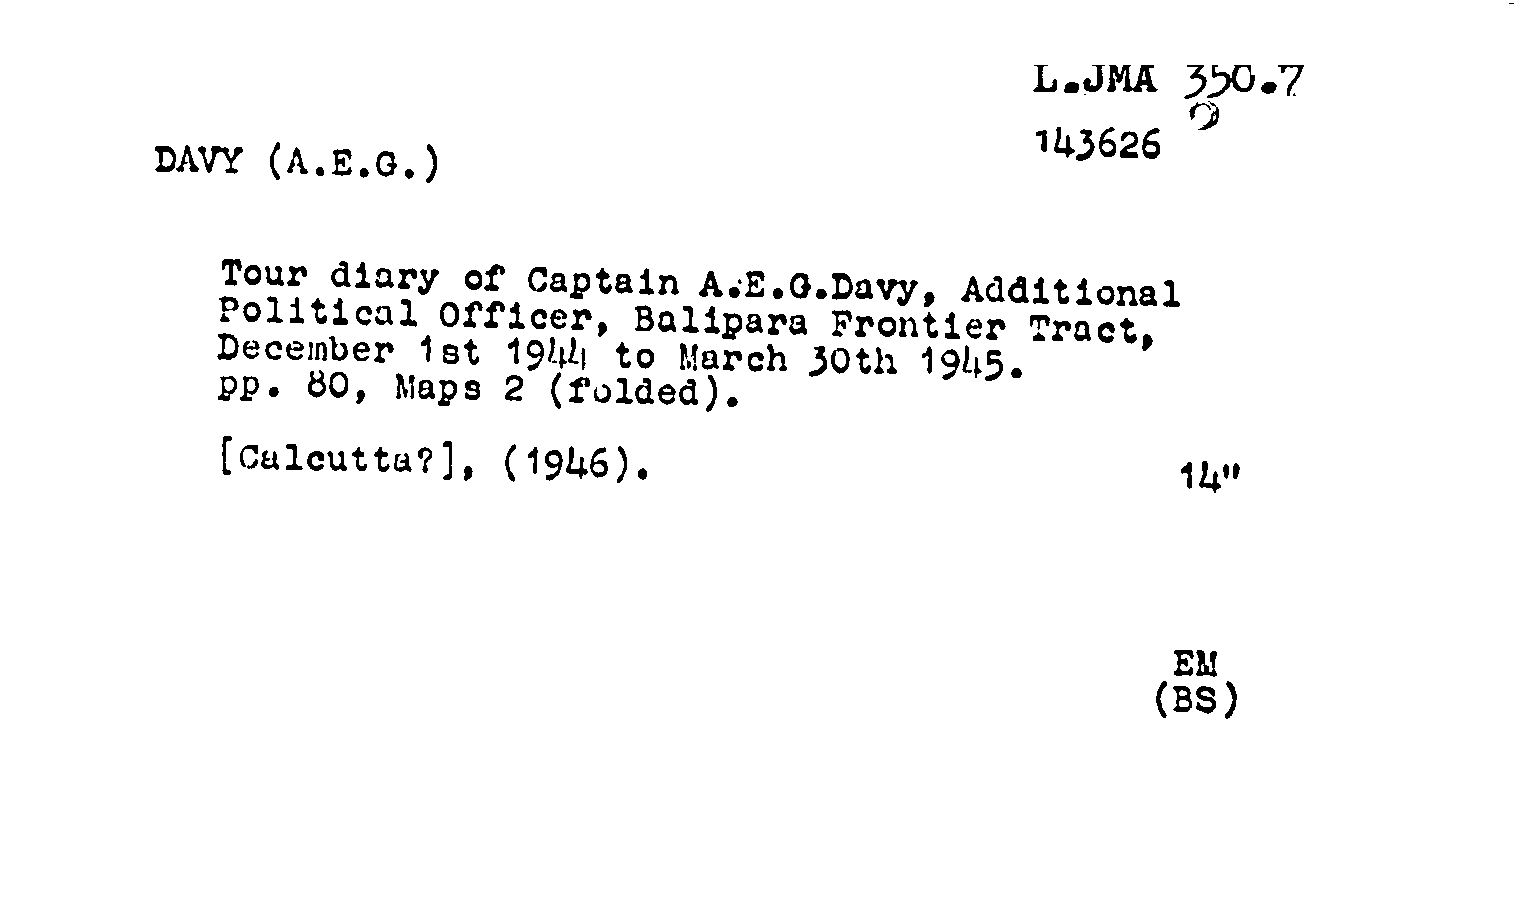 L.JMA 350.7
143626
DAVY (A.E.G.)
Tour diary of Captain A.E.G.Davy, Additional
Political Officer, Balipara Frontier Tract,
December 1st 1944 to March 30th 1945.
pp. 80, Maps 2 (folded).
[Calcutta?], (1946).
14"
EM
(BS)